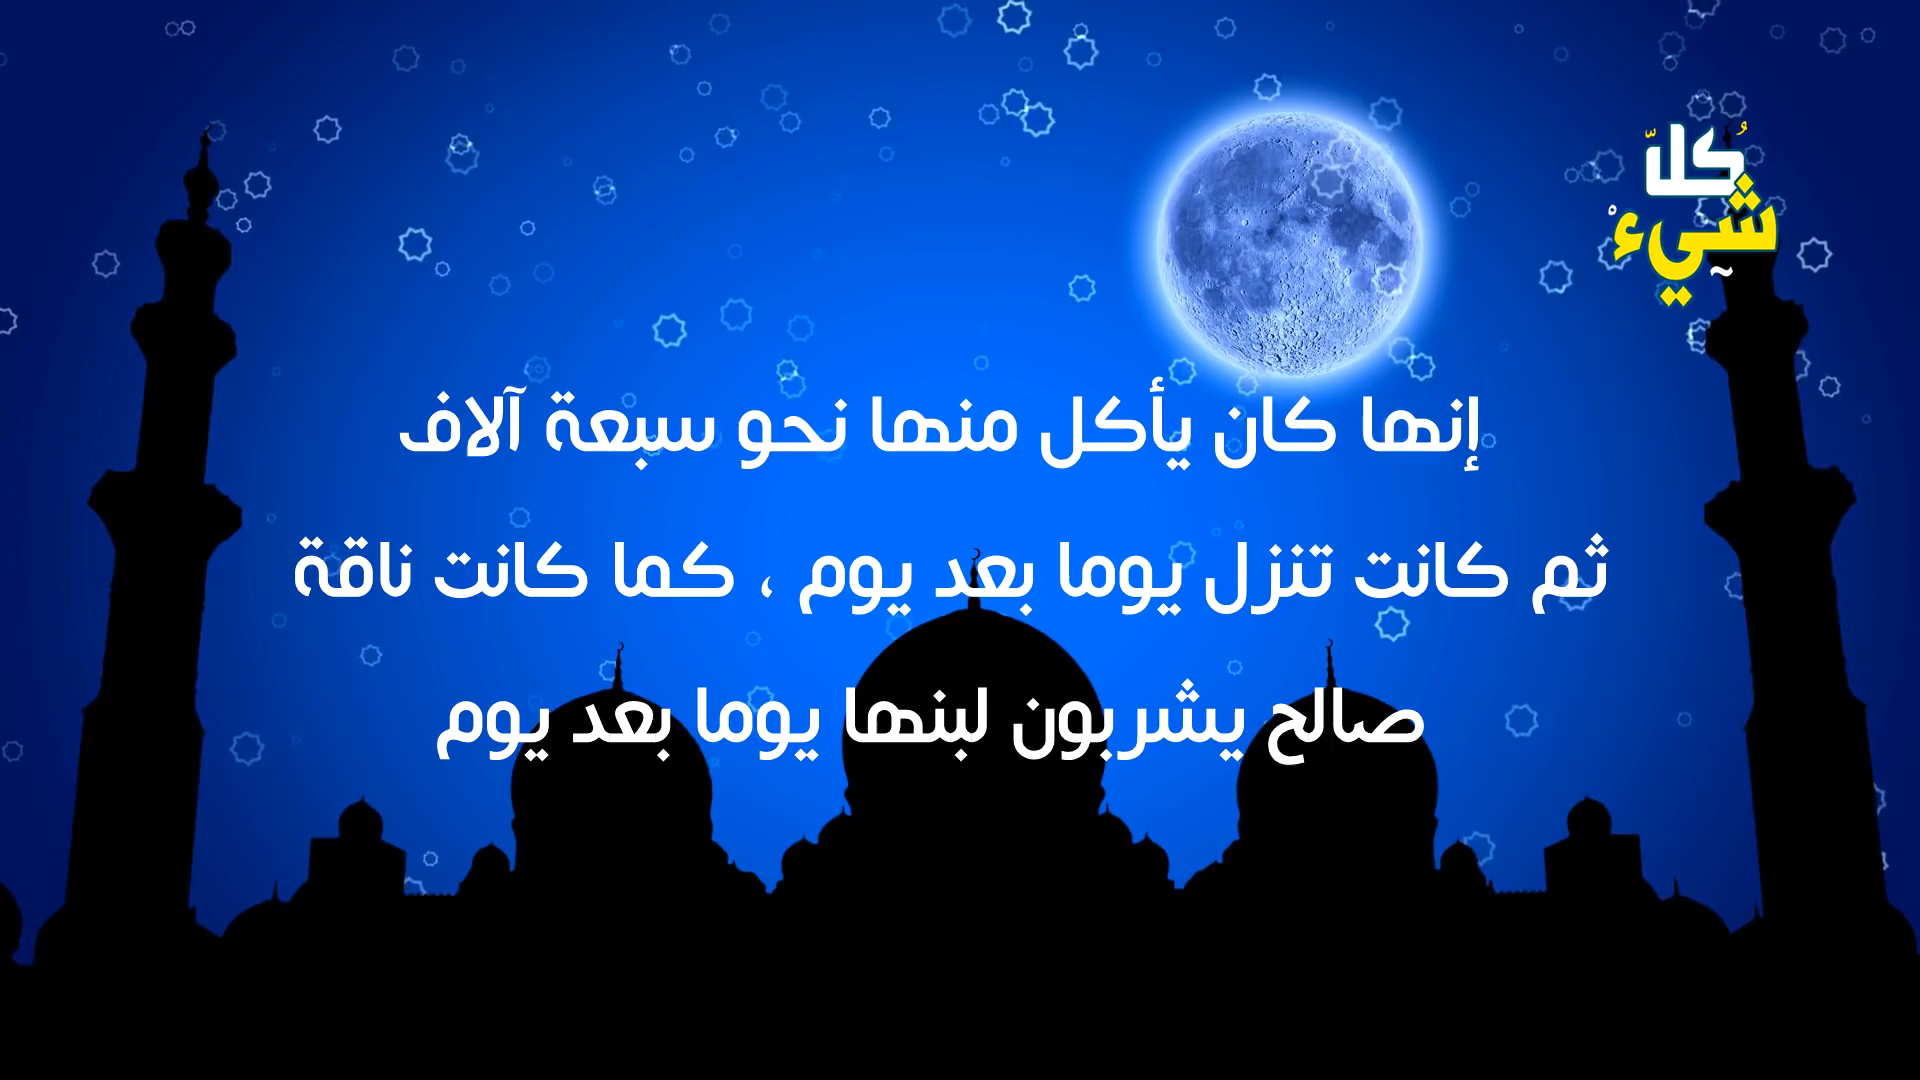 كُلّ
شيءْ
إنها كان يأكل منها نحو سبعة آلاف
ثم كانت تنزل يوما بعد يوم ، كما كانت ناقة
صالح يشربون لبنها يوما بعد يوم